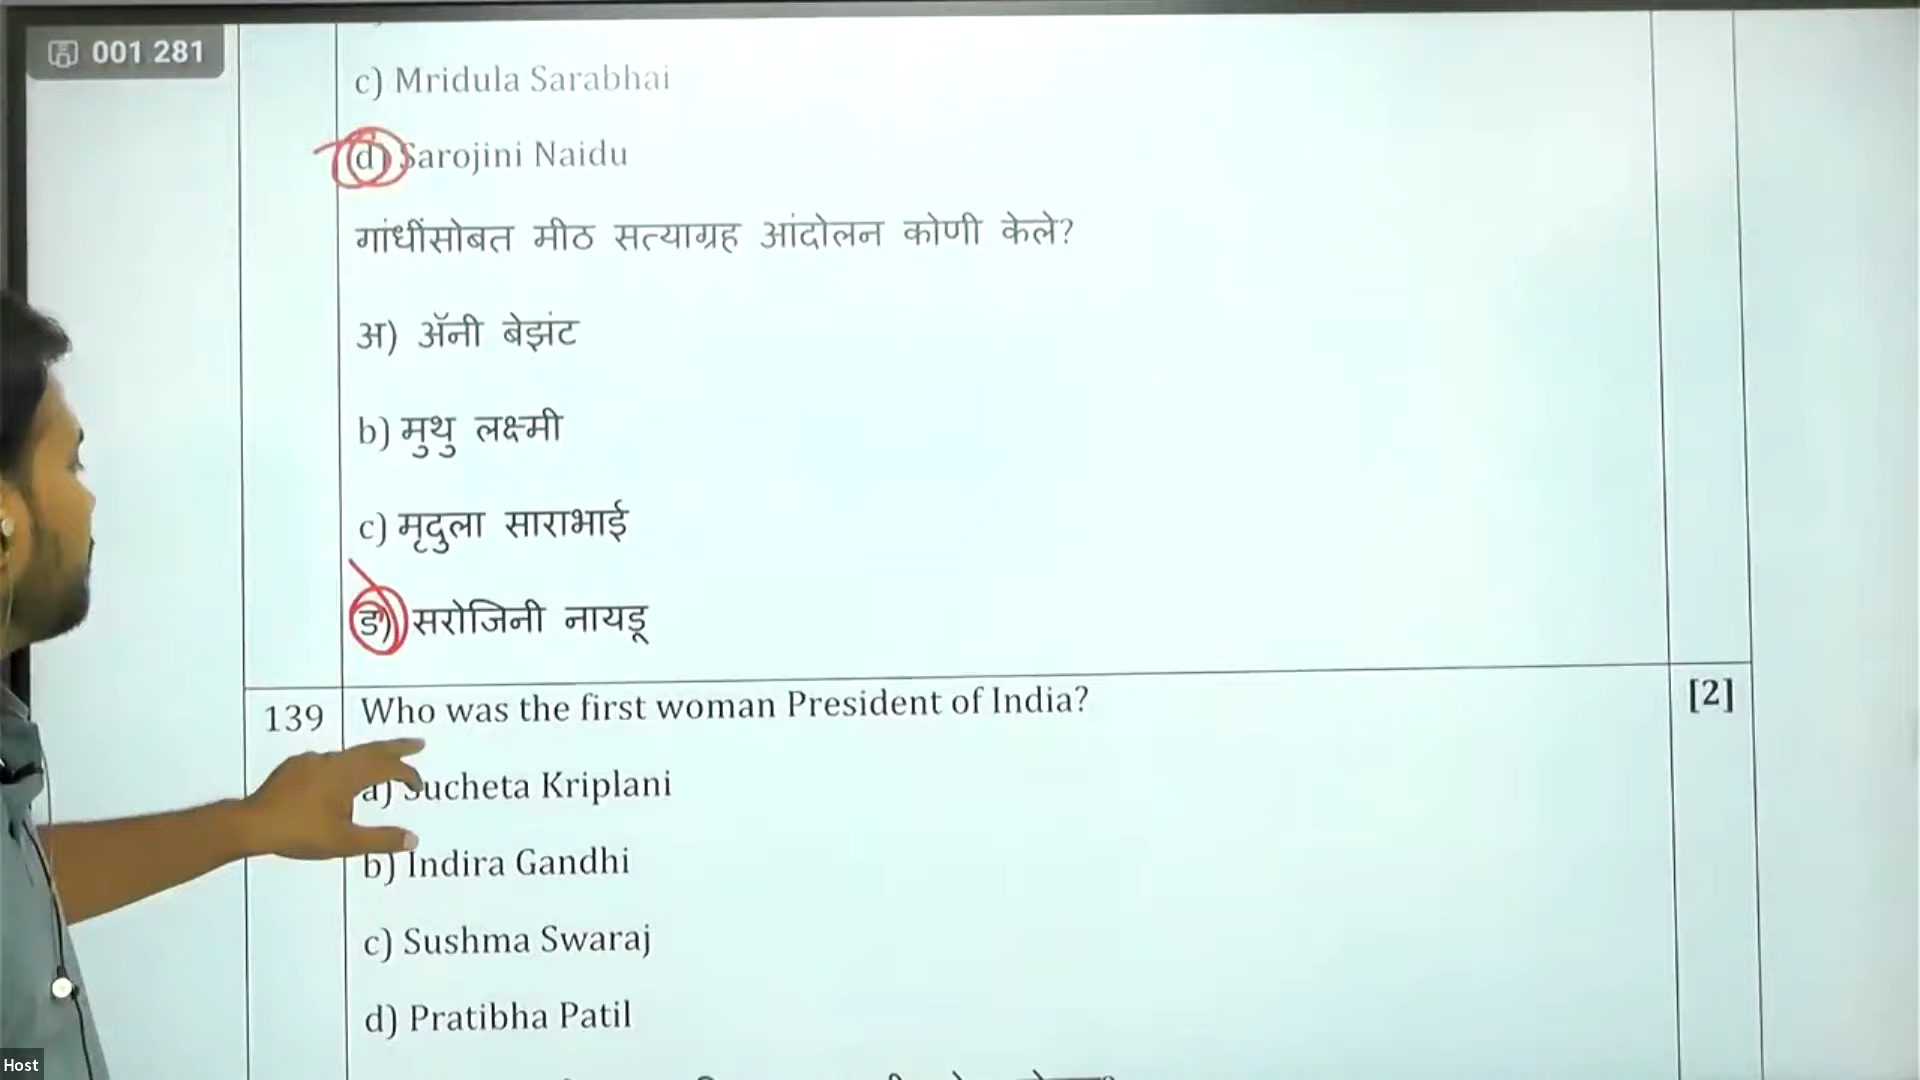 001 281
c) Mridula Sarabhai
d) Sarojini Naidu
गांधींसोबत मीठ सत्याग्रह आंदोलन कोणी केले?
अ) ॲनी बेझंट
b) मुथु लक्ष्मी
c) मृदुला साराभाई
ड) सरोजिनी नायडू
139 Who was the first woman President of India? [2]
a) Sucheta Kriplani
b) Indira Gandhi
c) Sushma Swaraj
d) Pratibha Patil
Host